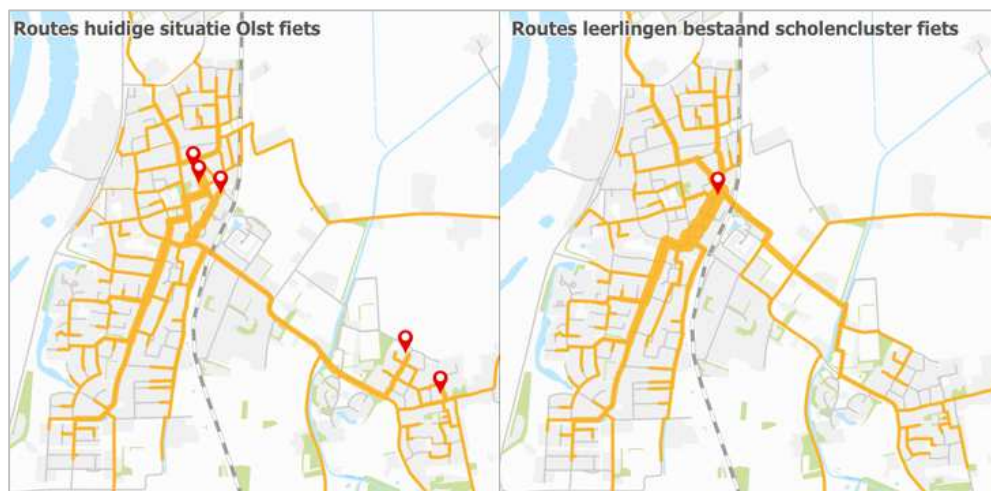 Routes huidige situatie Olst fiets
Routes leerlingen bestaand scholencluster fiets